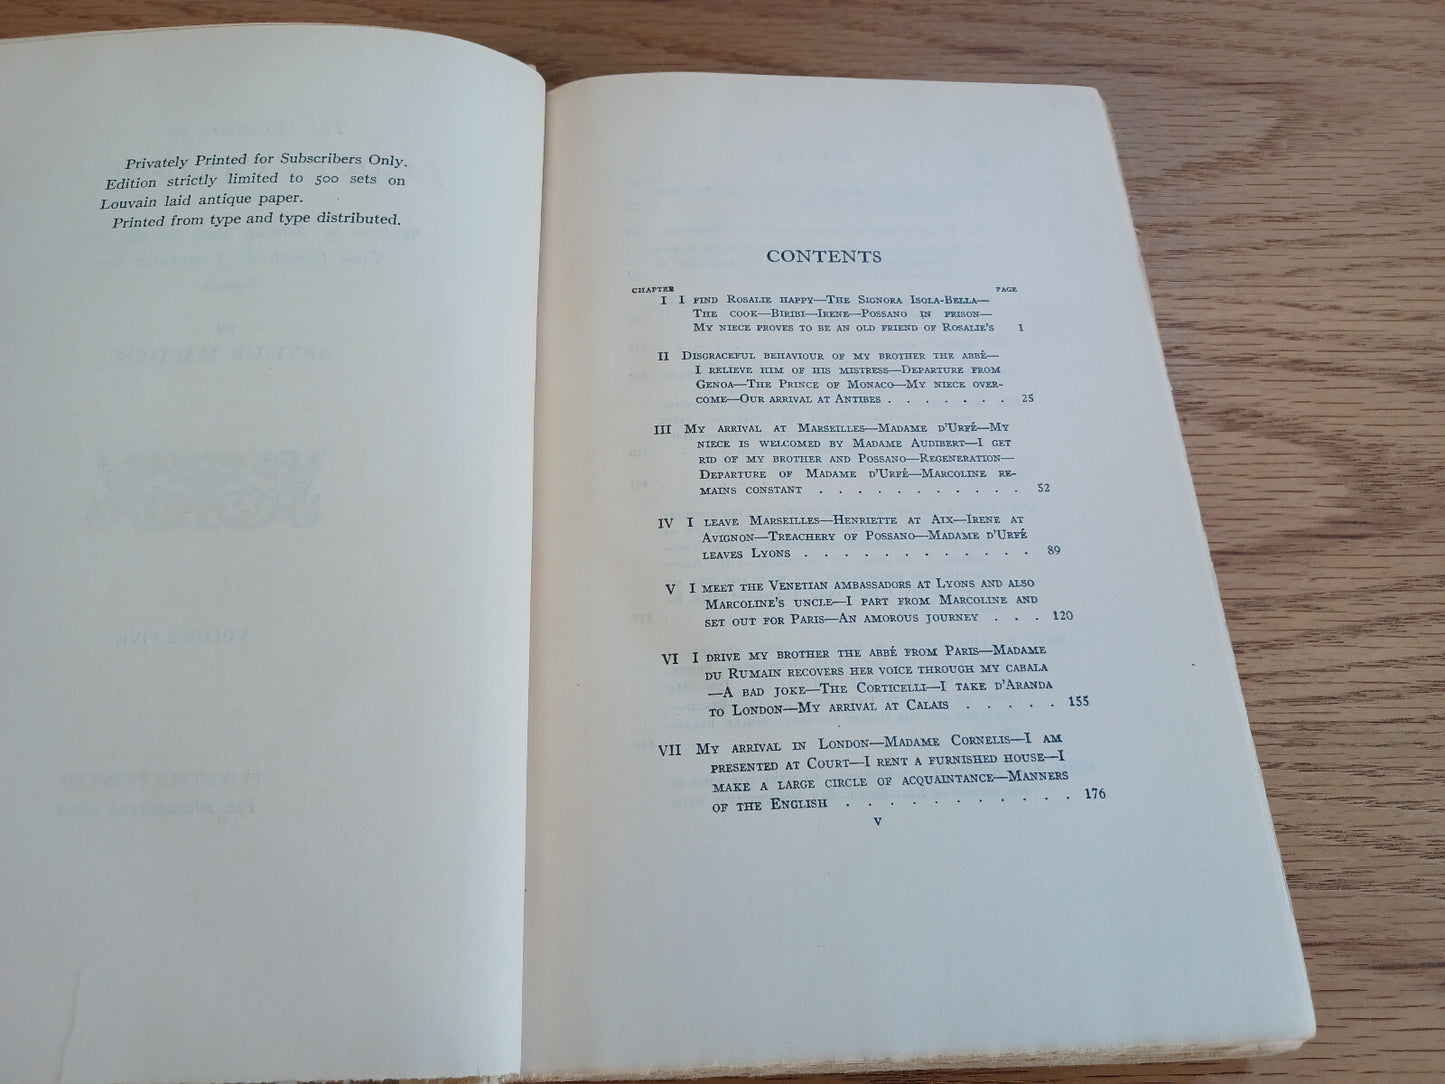 Privately Printed for Subscribers Only.
Edition strictly limited to 500 sets on
Louvain laid antique paper.
Printed from type and type distributed.
CONTENTS
CHAPTER PAGE
I I FIND ROSALIE HAPPY—THE SIGNORA ISOLA-BELLA—
THE COOK—BIRIBI—IRENE—POSSANO IN PRISON—
MY NIECE PROVES TO BE AN OLD FRIEND OF ROSALIE'S 1
II DISGRACEFUL BEHAVIOUR OF MY BROTHER THE ABBÉ—
I RELIEVE HIM OF HIS MISTRESS—DEPARTURE FROM
GENOA—THE PRINCE OF MONACO—MY NIECE OVER-
COME—OUR ARRIVAL AT ANTIBES . . . . . . . 25
III MY ARRIVAL AT MARSEILLES—MADAME D'URFÉ—MY
NIECE IS WELCOMED BY MADAME AUDIBERT—I GET
RID OF MY BROTHER AND POSSANO—REGENERATION—
DEPARTURE OF MADAME D'URFÉ—MARCOLINE RE-
MAINS CONSTANT . . . . . . . . . . . 52
IV I LEAVE MARSEILLES—HENRIETTE AT AIX—IRENE AT
AVIGNON—TREACHERY OF POSSANO—MADAME D'URFÉ
LEAVES LYONS . . . . . . . . . . . . 89
V I MEET THE VENETIAN AMBASSADORS AT LYONS AND ALSO
MARCOLINE'S UNCLE—I PART FROM MARCOLINE AND
SET OUT FOR PARIS—AN AMOROUS JOURNEY . . . 120
VI I DRIVE MY BROTHER THE ABBÉ FROM PARIS—MADAME
DU RUMAIN RECOVERS HER VOICE THROUGH MY CABALA
—A BAD JOKE—THE CORTICELLI—I TAKE D'ARANDA
TO LONDON—MY ARRIVAL AT CALAIS . . . . . 155
VII MY ARRIVAL IN LONDON—MADAME CORNELIS—I AM
PRESENTED AT COURT—I RENT A FURNISHED HOUSE—I
MAKE A LARGE CIRCLE OF ACQUAINTANCE—MANNERS
OF THE ENGLISH . . . . . . . . . . . 176
V